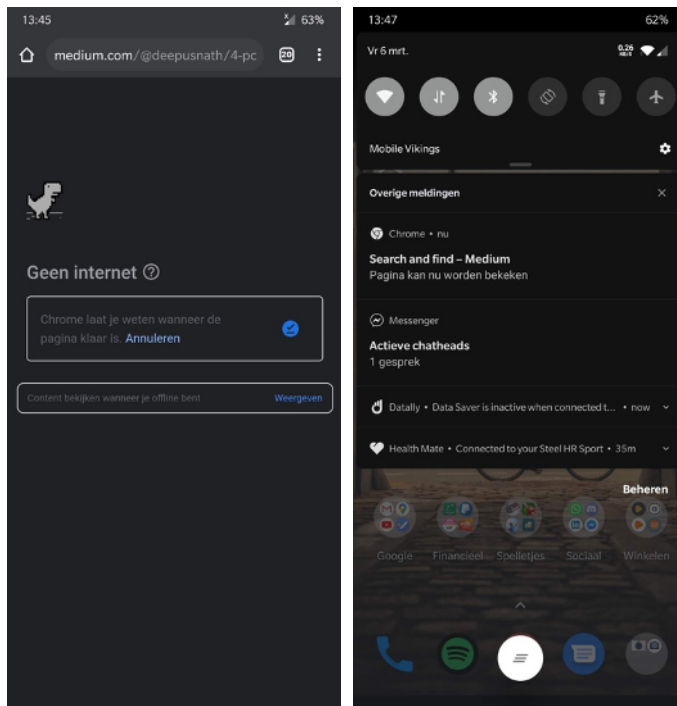 13:45
63%
medium.com/@deepusnath/4-pc
20
Geen internet
Chrome laat je weten wanneer de
pagina klaar is. Annuleren
Content bekijken wanneer je offline bent
Weergeven
13:47
62%
Vr 6 mrt.
0.26
KB/S
Mobile Vikings
Overige meldingen
Chrome • nu
Search and find – Medium
Pagina kan nu worden bekeken
Messenger
Actieve chatheads
1 gesprek
Datally • Data Saver is inactive when connected t... • now
Health Mate • Connected to your Steel HR Sport • 35m
Beheren
Google
Financieel
Spelletjes
Sociaal
Winkelen